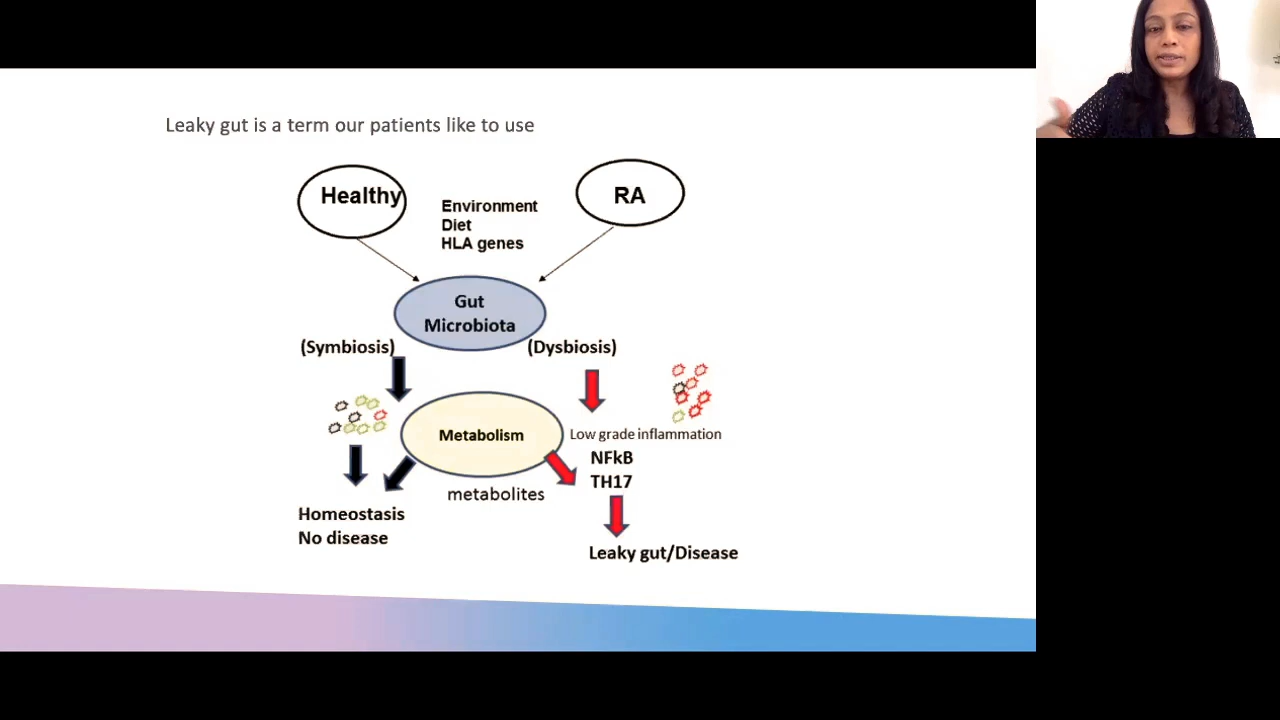 Leaky gut is a term our patients like to use
Healthy
RA
Environment
Diet
HLA genes
Gut
Microbiota
(Symbiosis)
(Dysbiosis)
Metabolism
Low grade inflammation
NFkB
TH17
metabolites
Homeostasis
No disease
Leaky gut/Disease